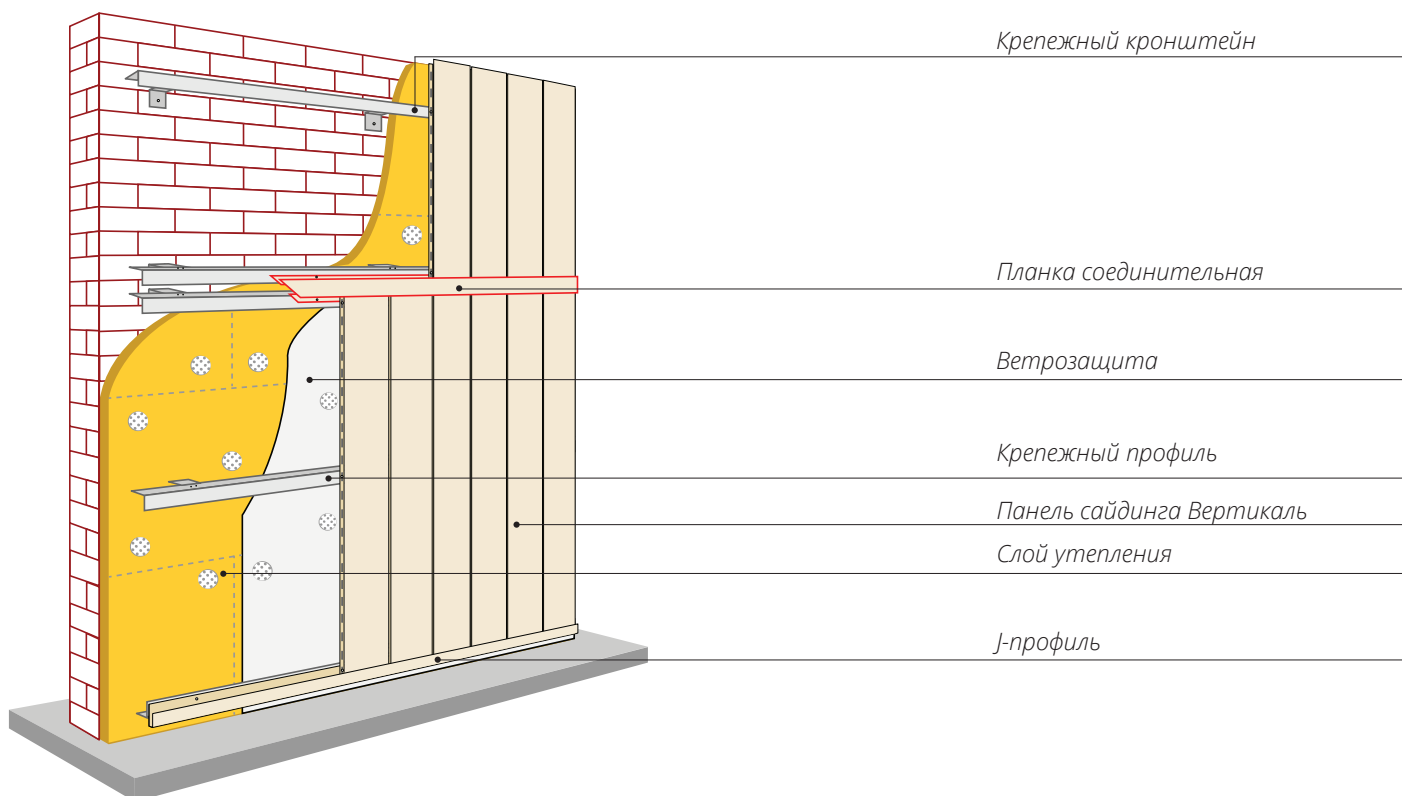 Крепежный кронштейн
Планка соединительная
Ветрозащита
Крепежный профиль
Панель сайдинга Вертикаль
Слой утепления
J-профиль